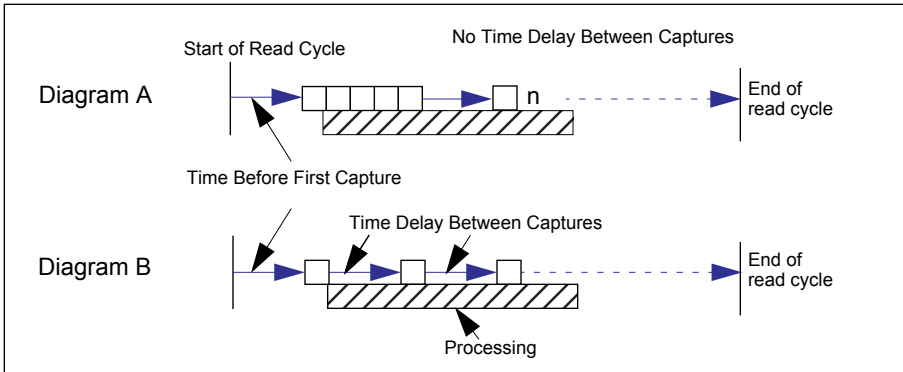 No Time Delay Between Captures
Start of Read Cycle
Diagram A
n
End of
read cycle
Time Before First Capture
Time Delay Between Captures
Diagram B
End of
read cycle
Processing